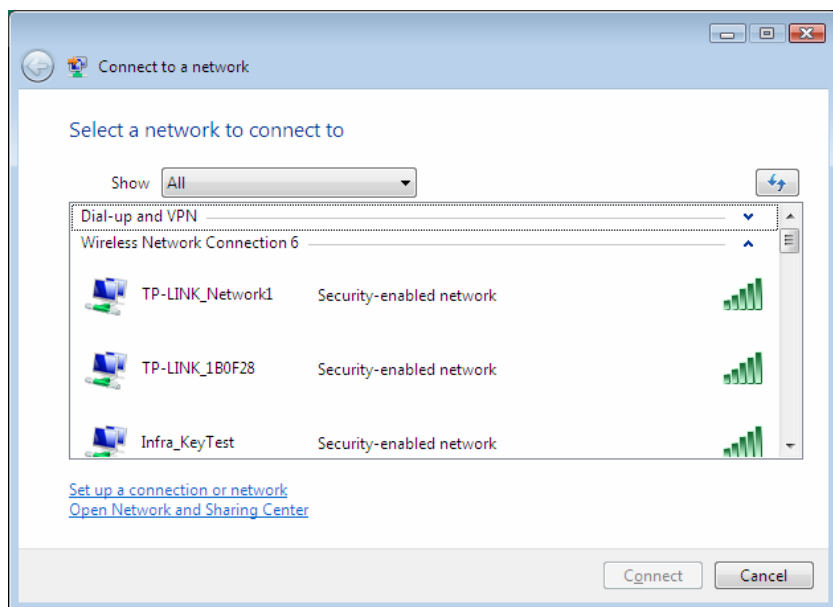 Connect to a network
Select a network to connect to
Show All
Dial-up and VPN
Wireless Network Connection 6
TP-LINK_Network1 Security-enabled network
TP-LINK_1B0F28 Security-enabled network
Infra_KeyTest Security-enabled network
Set up a connection or network
Open Network and Sharing Center
Connect Cancel